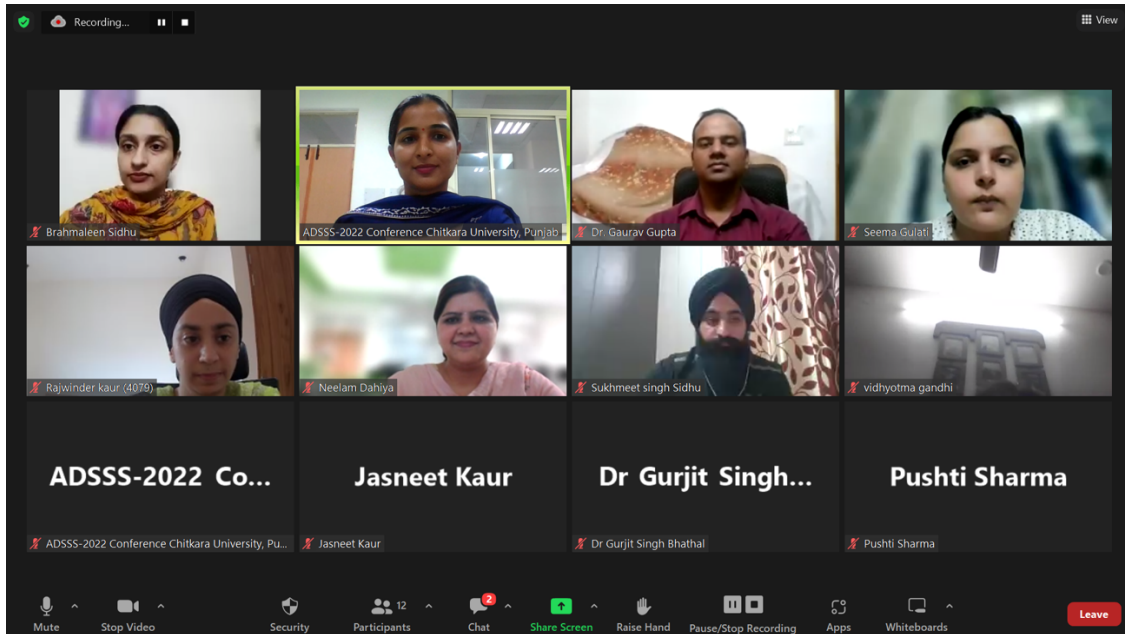 Recording...
View
Brahmaleen Sidhu
ADSSS-2022 Conference Chitkara University, Punjab
Dr. Gaurav Gupta
Seema Gulati
Rajwinder kaur (4079)
Neelam Dahiya
Sukhmeet singh Sidhu
vidhyotma gandhi
ADSSS-2022 Co...
Jasneet Kaur
Dr Gurjit Singh...
Pushti Sharma
ADSSS-2022 Conference Chitkara University, Pu...
Jasneet Kaur
Dr Gurjit Singh Bhathal
Pushti Sharma
12
2
Mute
Stop Video
Security
Participants
Chat
Share Screen
Raise Hand
Pause/Stop Recording
Apps
Whiteboards
Leave